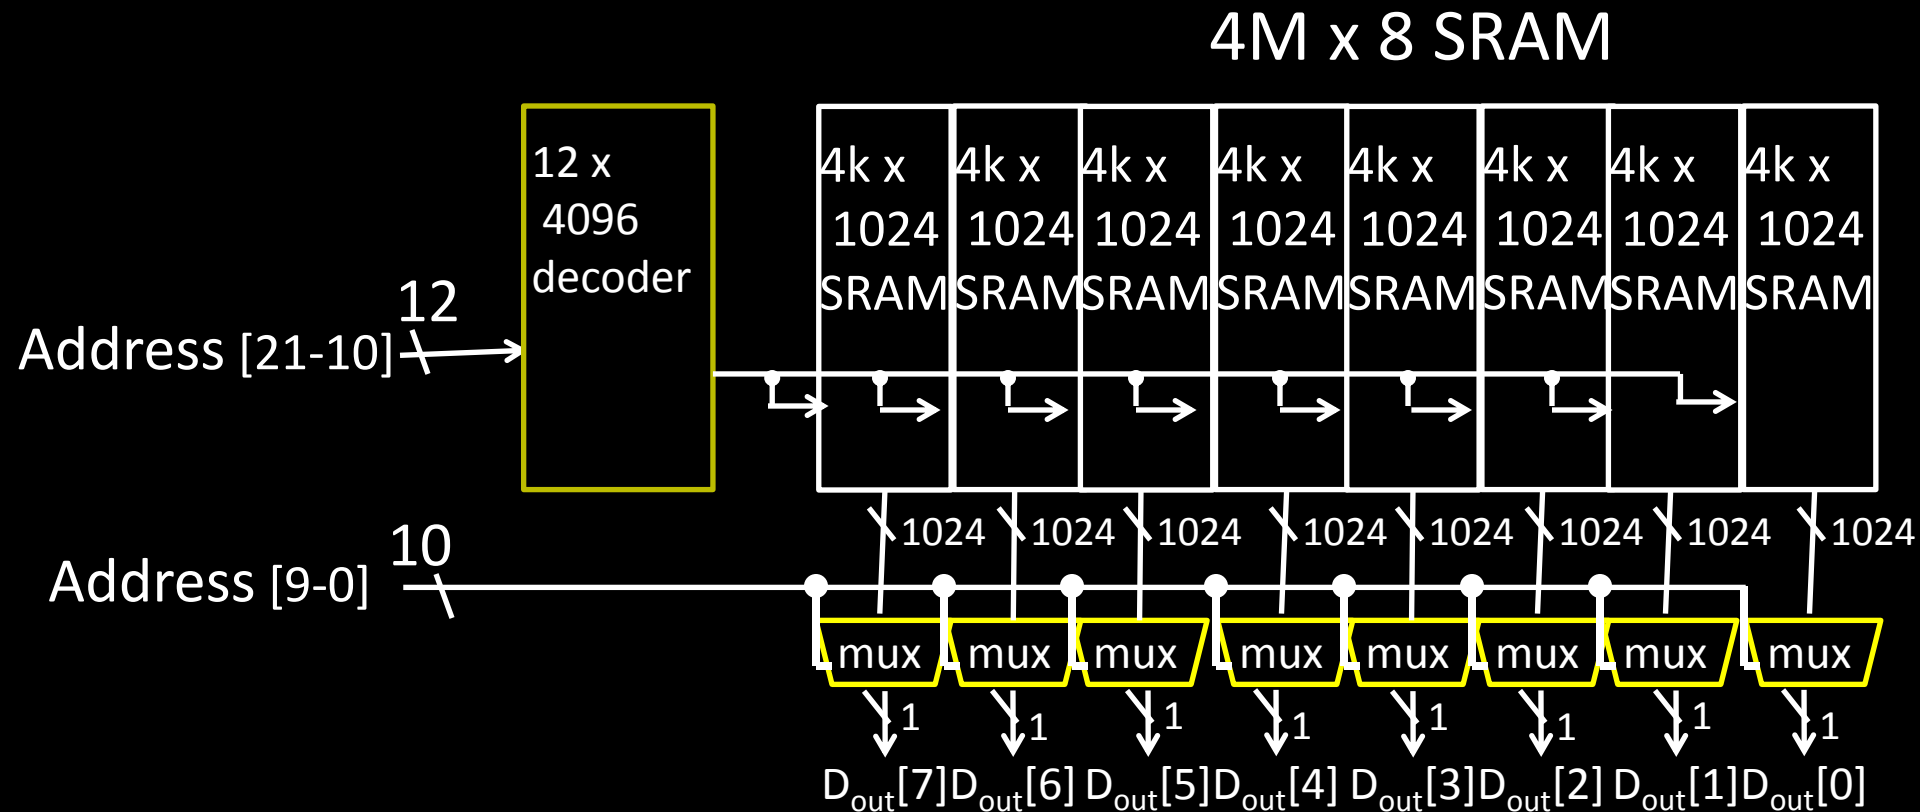 4M x 8 SRAM
12 x
4096
decoder
4k x
1024
SRAM
4k x
1024
SRAM
4k x
1024
SRAM
4k x
1024
SRAM
4k x
1024
SRAM
4k x
1024
SRAM
4k x
1024
SRAM
4k x
1024
SRAM
12
Address [21-10]
1024
1024
1024
1024
1024
1024
1024
1024
10
Address [9-0]
mux
mux
mux
mux
mux
mux
mux
mux
1
1
1
1
1
1
1
1
Dout[7]
Dout[6]
Dout[5]
Dout[4]
Dout[3]
Dout[2]
Dout[1]
Dout[0]